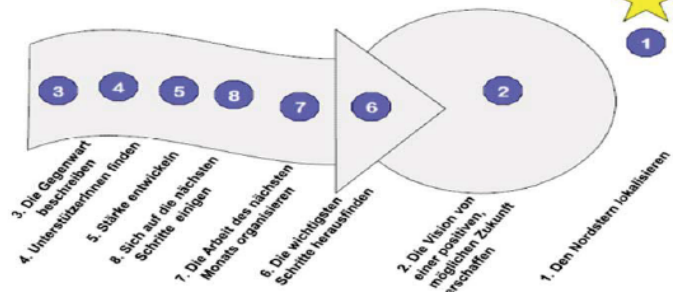 3
4
5
8
7
6
2
1
3. Die Gegenwart
beschreiben
4. UnterstützerInnen finden
5. Stärke entwickeln
8. Sich auf die nächsten
Schritte einigen
7. Die Arbeit des nächsten
Monats organisieren
6. Die wichtigsten
Schritte herausfinden
2. Die Vision von
einer positiven,
möglichen Zukunft
erschaffen
1. Den Nordstern lokalisieren